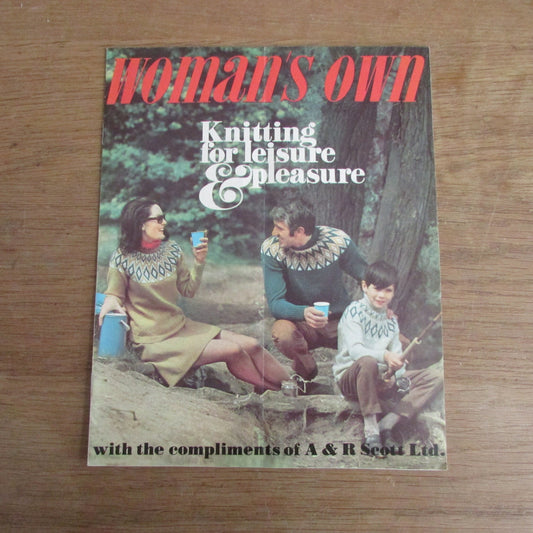 Woman's Own
Knitting
for leisure
& pleasure
with the compliments of A & R Scott Ltd.